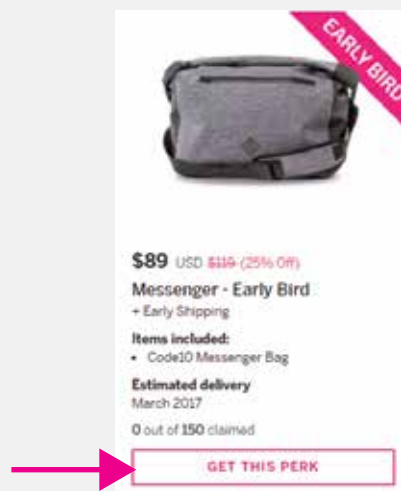 EARLY BIRD
$89 USD $119 (25% Off)
Messenger - Early Bird
+ Early Shipping
Items included:
• Code10 Messenger Bag
Estimated delivery
March 2017
0 out of 150 claimed
GET THIS PERK